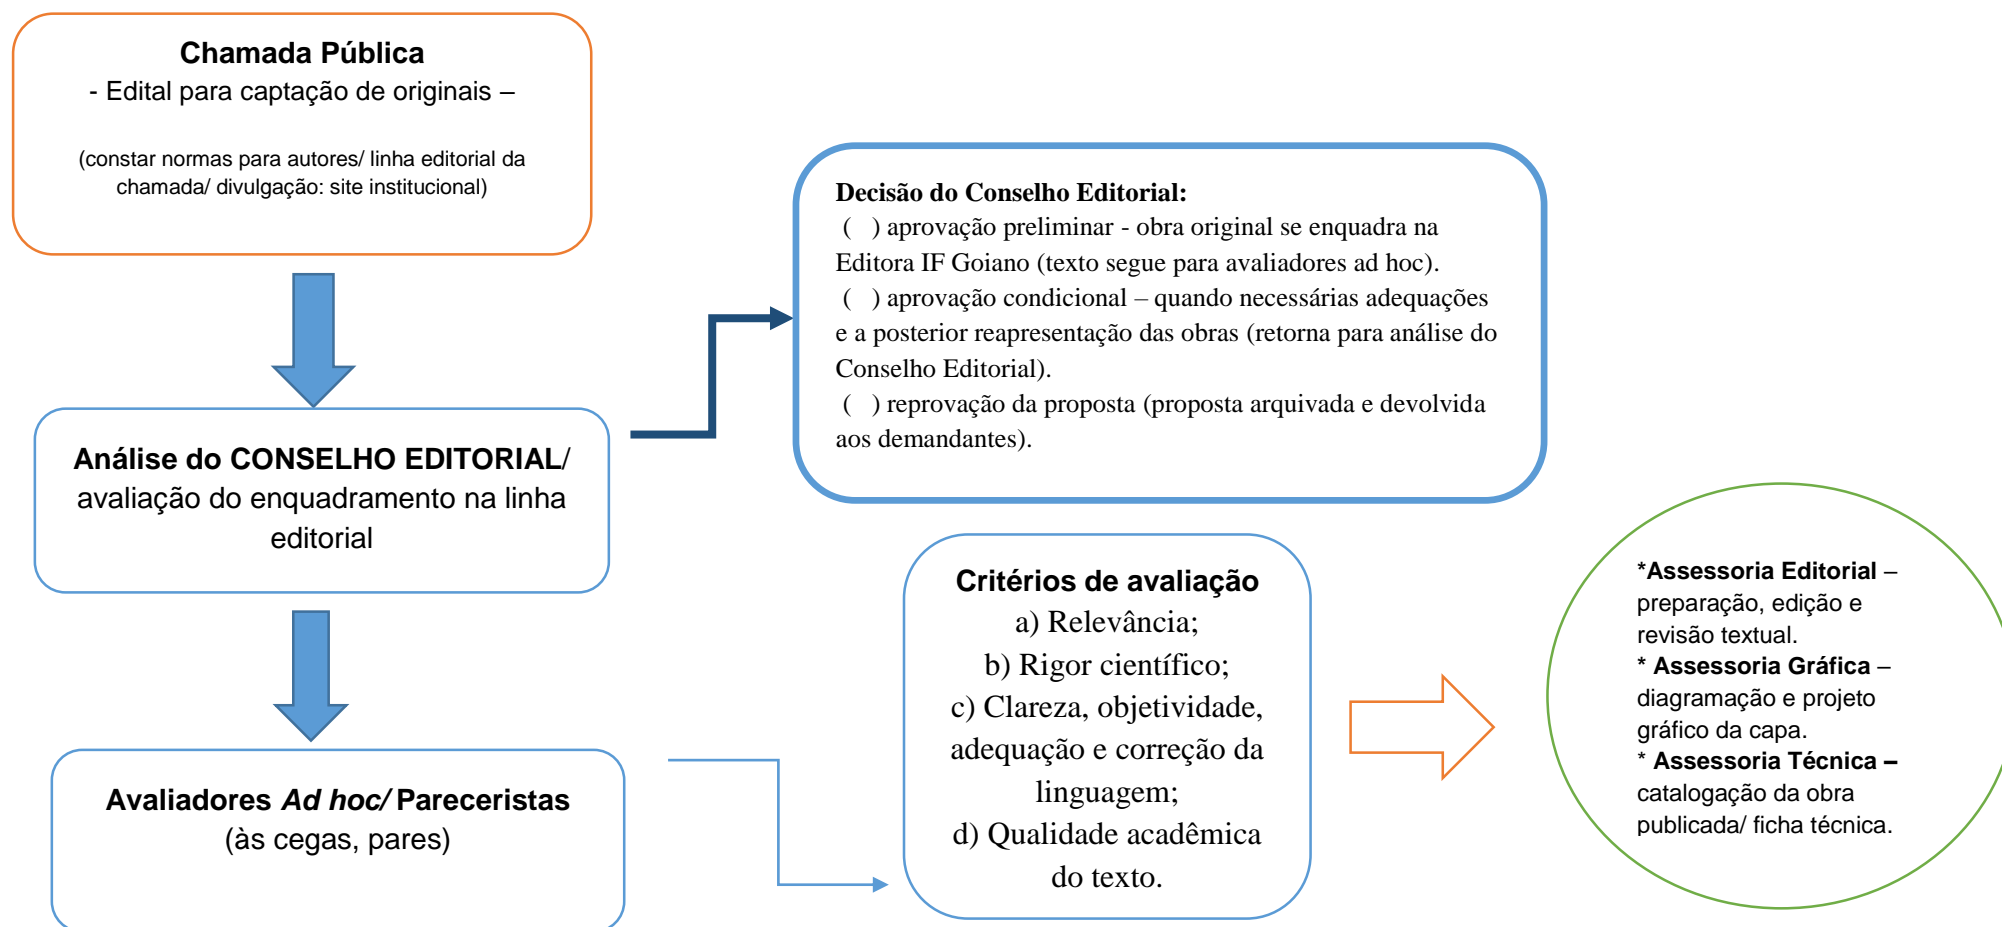 Chamada Pública
- Edital para captação de originais –
(constar normas para autores/ linha editorial da
chamada/ divulgação: site institucional)
Decisão do Conselho Editorial:
( ) aprovação preliminar - obra original se enquadra na
Editora IF Goiano (texto segue para avaliadores ad hoc).
( ) aprovação condicional – quando necessárias adequações
e a posterior reapresentação das obras (retorna para análise do
Conselho Editorial).
( ) reprovação da proposta (proposta arquivada e devolvida
aos demandantes).
Análise do CONSELHO EDITORIAL/
avaliação do enquadramento na linha
editorial
Avaliadores Ad hoc/ Pareceristas
(às cegas, pares)
Critérios de avaliação
a) Relevância;
b) Rigor científico;
c) Clareza, objetividade,
adequação e correção da
linguagem;
d) Qualidade acadêmica
do texto.
*Assessoria Editorial –
preparação, edição e
revisão textual.
* Assessoria Gráfica –
diagramação e projeto
gráfico da capa.
* Assessoria Técnica –
catalogação da obra
publicada/ ficha técnica.